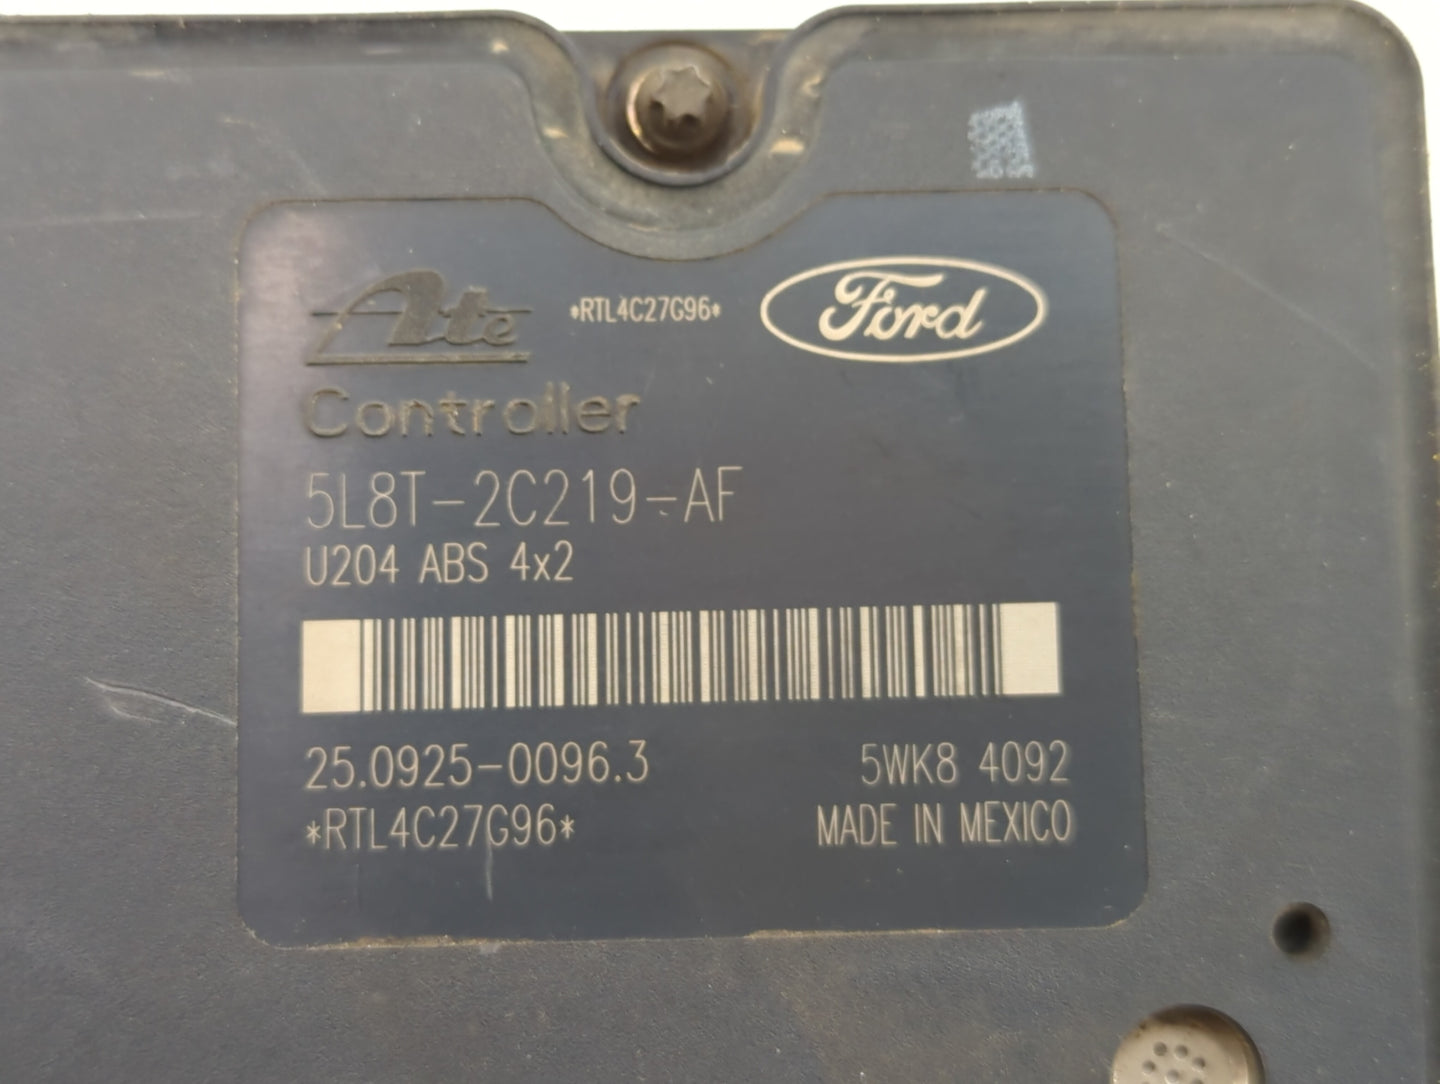 Ate
*RTL4C27G96*
Ford
Controller
5L8T-2C219-AF
U204 ABS 4x2
25.0925-0096.3
5WK8 4092
*RTL4C27G96*
MADE IN MEXICO